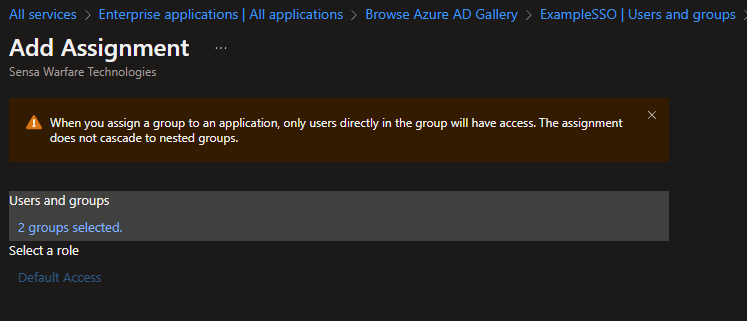 All services > Enterprise applications | All applications > Browse Azure AD Gallery > ExampleSSO | Users and groups >
Add Assignment ...
Sensa Warfare Technologies
When you assign a group to an application, only users directly in the group will have access. The assignment
does not cascade to nested groups.
Users and groups
2 groups selected.
Select a role
Default Access